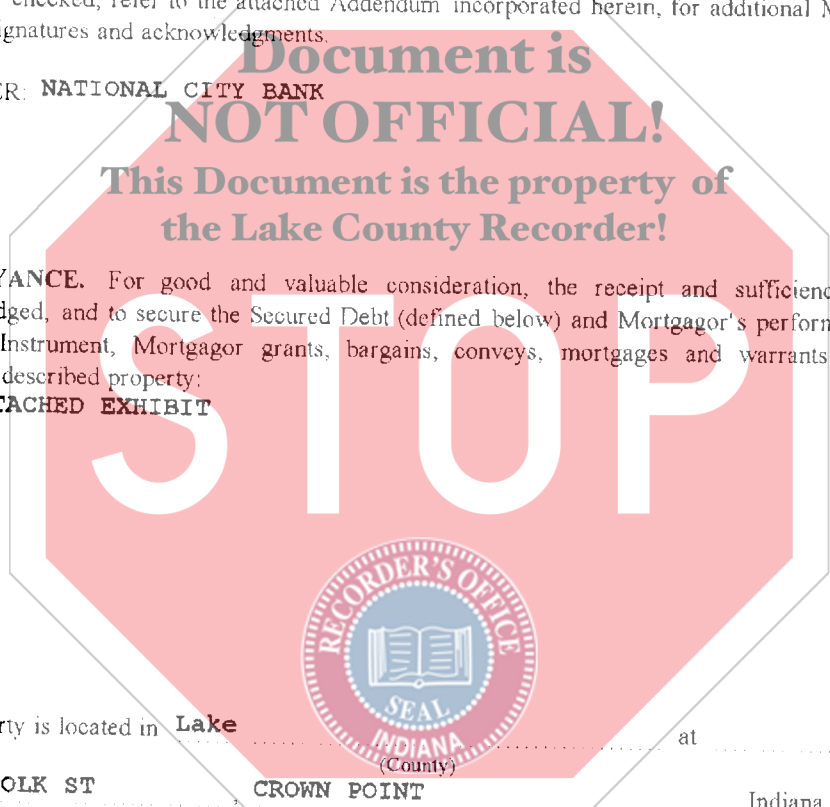 checked, refer to the attached Addendum incorporated herein, for additional M
ignatures and acknowledgments.
Document is
ER: NATIONAL CITY BANK
NOT OFFICIAL!
This Document is the property of
the Lake County Recorder!
YANCE. For good and valuable consideration, the receipt and sufficienc
dged, and to secure the Secured Debt (defined below) and Mortgagor's perform
Instrument, Mortgagor grants, bargains, conveys, mortgages and warrants
described property:
TACHED EXHIBIT
STOP
RECORDER'S OFFICE
SEAL
INDIANA
rty is located in Lake at
(County)
OLK ST , CROWN POINT Indiana